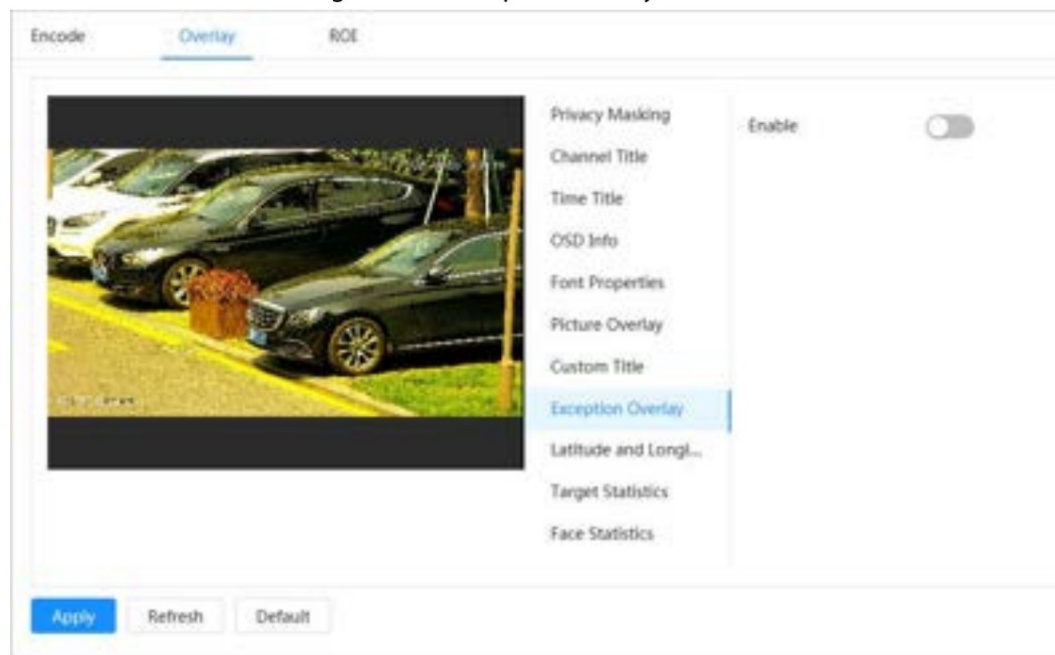 Encode Overlay ROI
Privacy Masking
Enable
Channel Title
Time Title
OSD Info
Font Properties
Picture Overlay
Custom Title
Exception Overlay
Latitude and Longi...
Target Statistics
Face Statistics
Apply Refresh Default